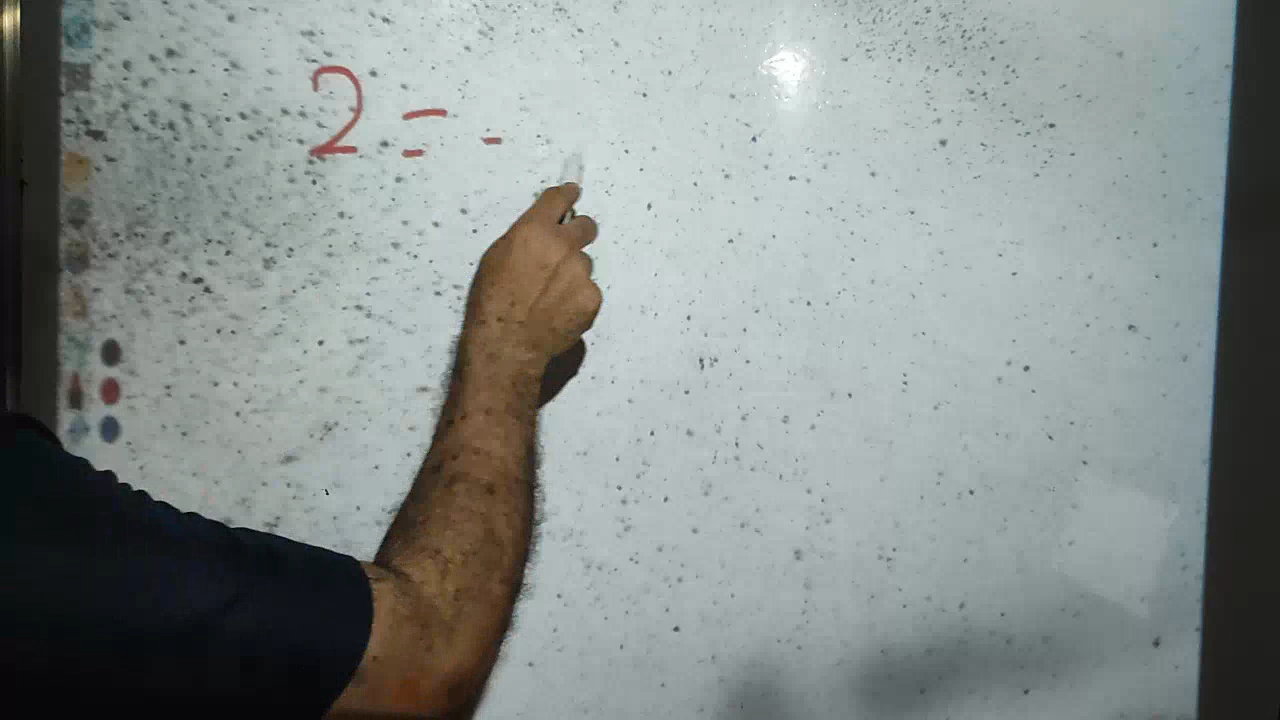 2 = -